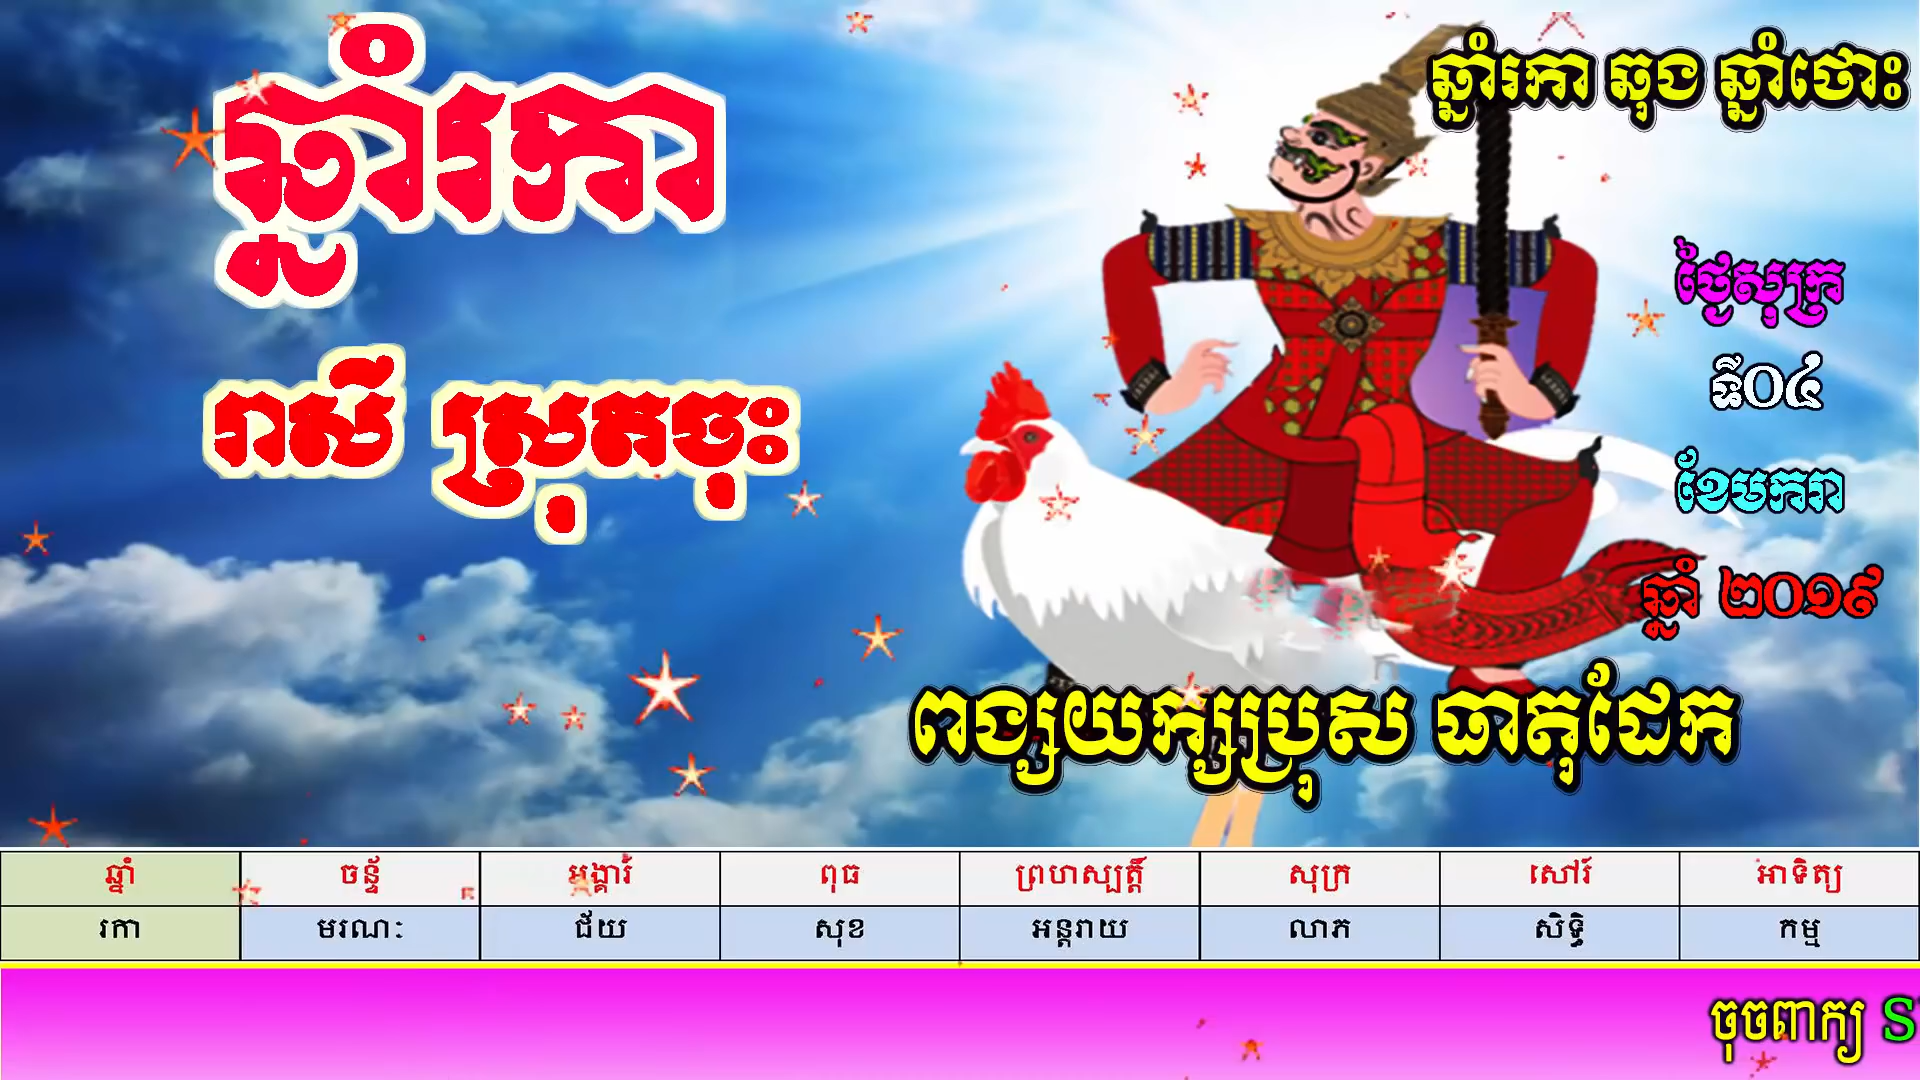 ឆ្នាំរកា
រាសី ស្រុតចុះ
ឆ្នាំរកា ឆុង ឆ្នាំថោះ
ថ្ងៃសុក្រ
ទី០៤
ខែមករា
ឆ្នាំ ២០១៩
ពង្សយក្សប្រុស ធាតុដែក
ឆ្នាំ ចន្ទ័ អង្គារ៍ ពុធ ព្រហស្បត្តិ៍ សុក្រ សៅរ៍ អាទិត្យ
រកា មរណៈ ជ័យ សុខ អន្តរាយ លាភ សិទ្ធិ កម្ម
ចុចពាក្យ S